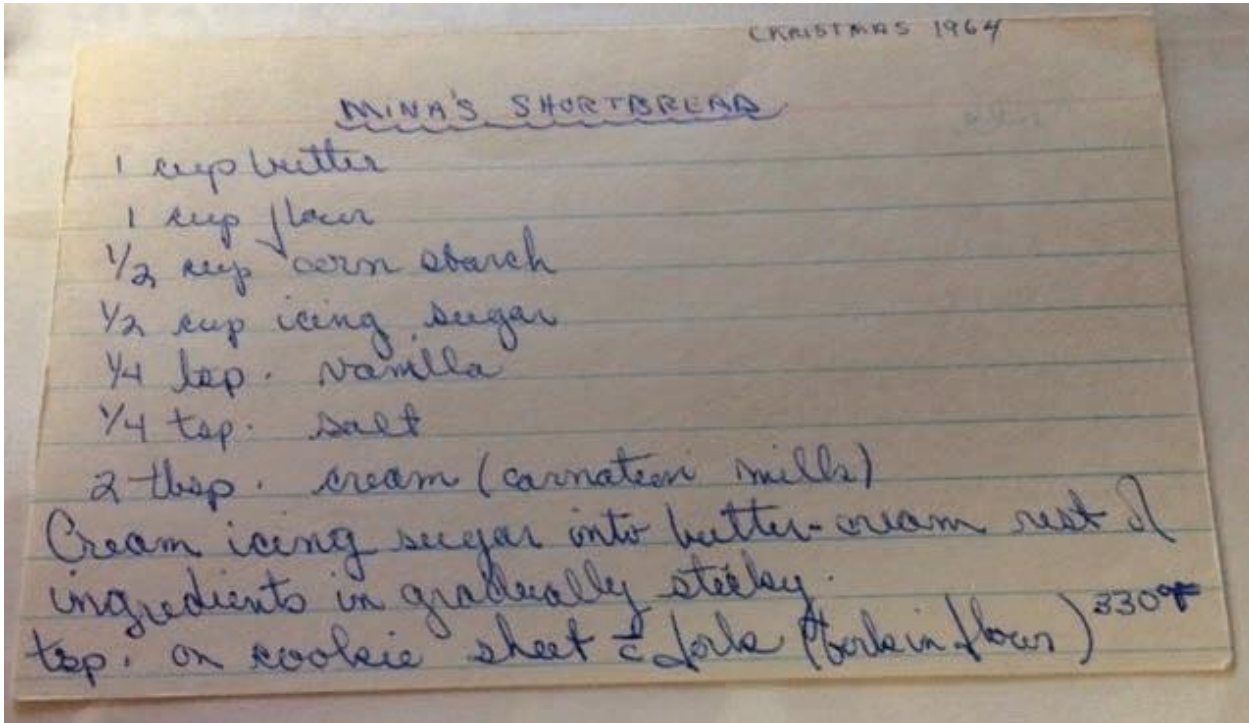 CHRISTMAS 1964
MINA'S SHORTBREAD
1 cup butter
1 cup flour
1/2 cup corn starch
1/2 cup icing sugar
1/4 tsp. vanilla
1/4 tsp. salt
2 tbsp. cream (carnation milk)
Cream icing sugar into butter-cream rest of
ingredients in gradually sticky.
tsp. on cookie sheet c̄ fork (fork in flour) 330°F